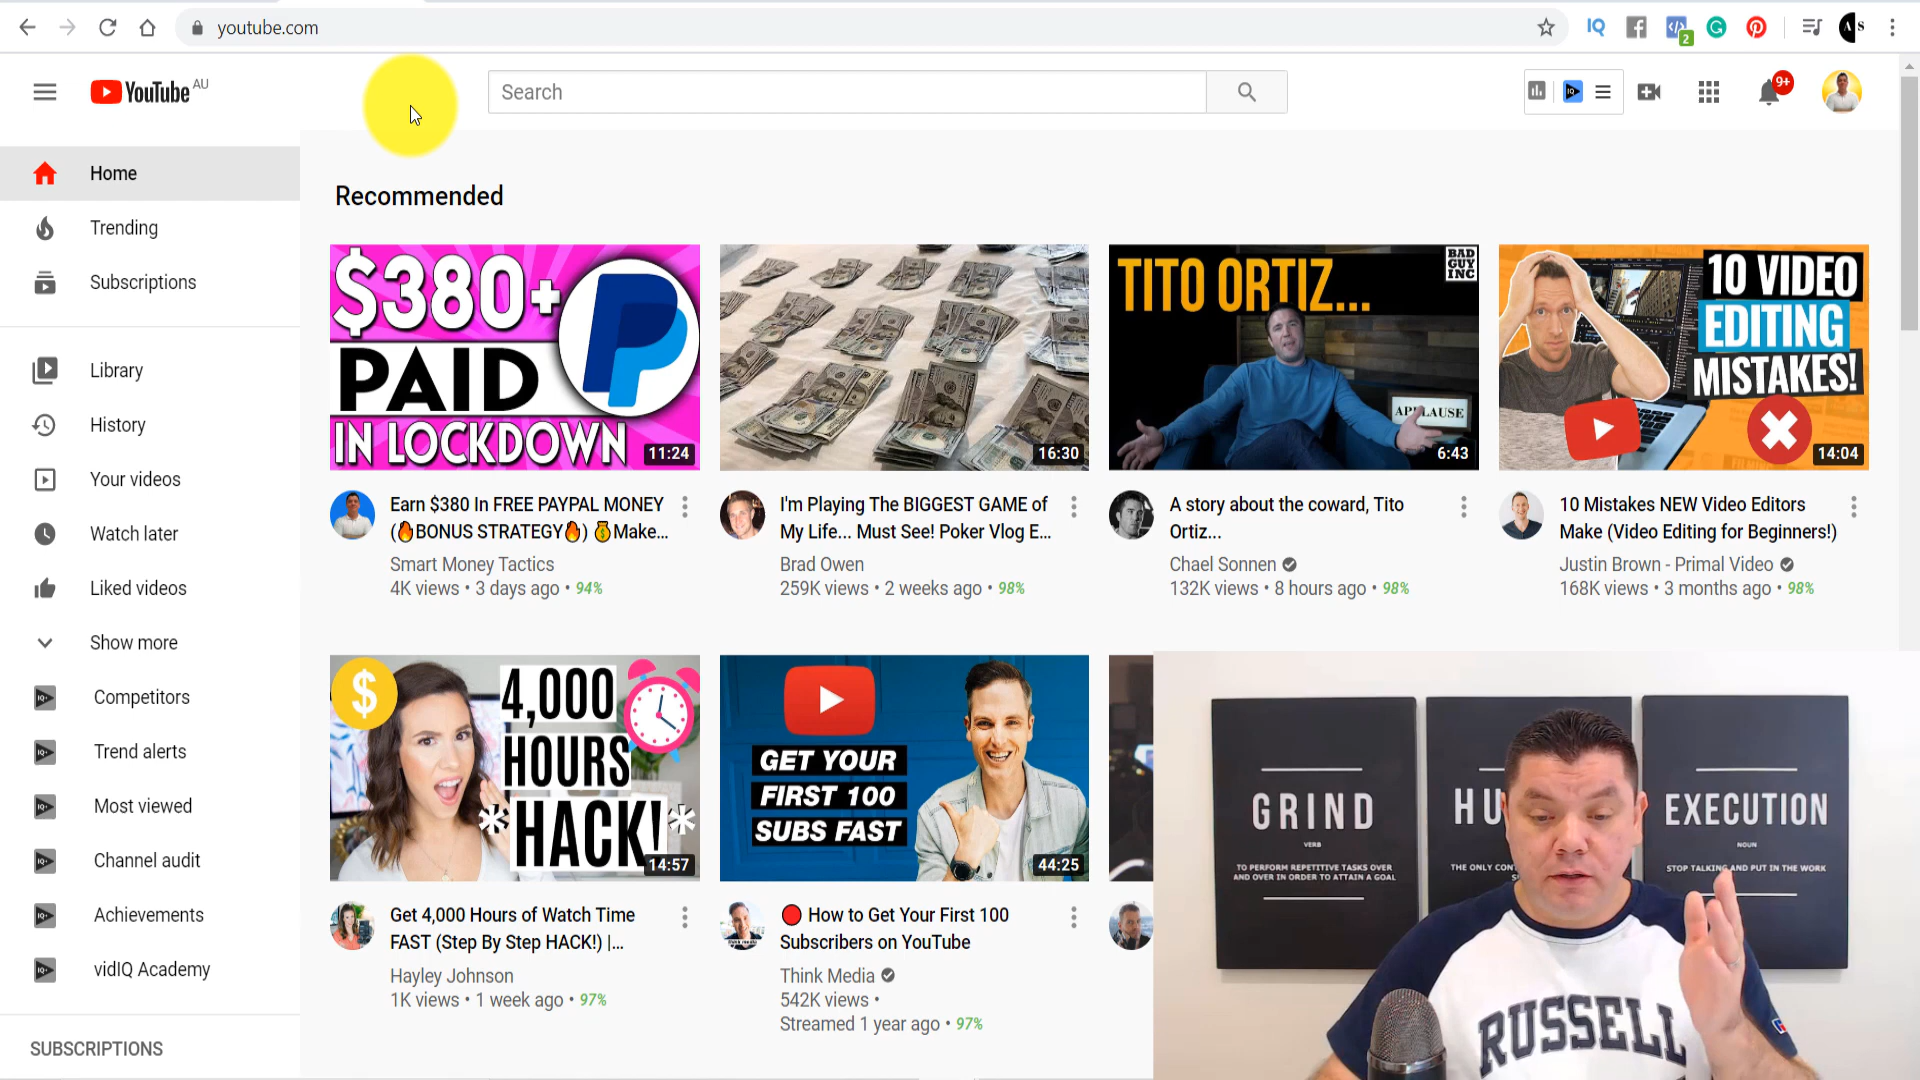 youtube.com
IQ
2
A S
YouTube AU
Search
IQ
9+
Home
Trending
Subscriptions
Library
History
Your videos
Watch later
Liked videos
Show more
Competitors
Trend alerts
Most viewed
Channel audit
Achievements
vidIQ Academy
SUBSCRIPTIONS
Recommended
$380+
PAID
IN LOCKDOWN
11:24
Earn $380 In FREE PAYPAL MONEY
(🔥BONUS STRATEGY🔥) 💰Make...
Smart Money Tactics
4K views • 3 days ago • 94%
16:30
I'm Playing The BIGGEST GAME of
My Life... Must See! Poker Vlog E...
Brad Owen
259K views • 2 weeks ago • 98%
TITO ORTIZ...
BAD
GUY
INC
APPLAUSE
6:43
A story about the coward, Tito
Ortiz...
Chael Sonnen
132K views • 8 hours ago • 98%
10 VIDEO
EDITING
MISTAKES!
14:04
10 Mistakes NEW Video Editors
Make (Video Editing for Beginners!)
Justin Brown - Primal Video
168K views • 3 months ago • 98%
$
4,000
HOURS
*HACK!*
14:57
Get 4,000 Hours of Watch Time
FAST (Step By Step HACK!) |...
Hayley Johnson
1K views • 1 week ago • 97%
GET YOUR
FIRST 100
SUBS FAST
44:25
🔴 How to Get Your First 100
Subscribers on YouTube
Think Media
542K views •
Streamed 1 year ago • 97%
GRIND
VERB
TO PERFORM REPETITIVE TASKS OVER
AND OVER IN ORDER TO ATTAIN A GOAL
HU
THE ONLY CON
EXECUTION
NOUN
STOP TALKING AND PUT IN THE WORK
RUSSELL